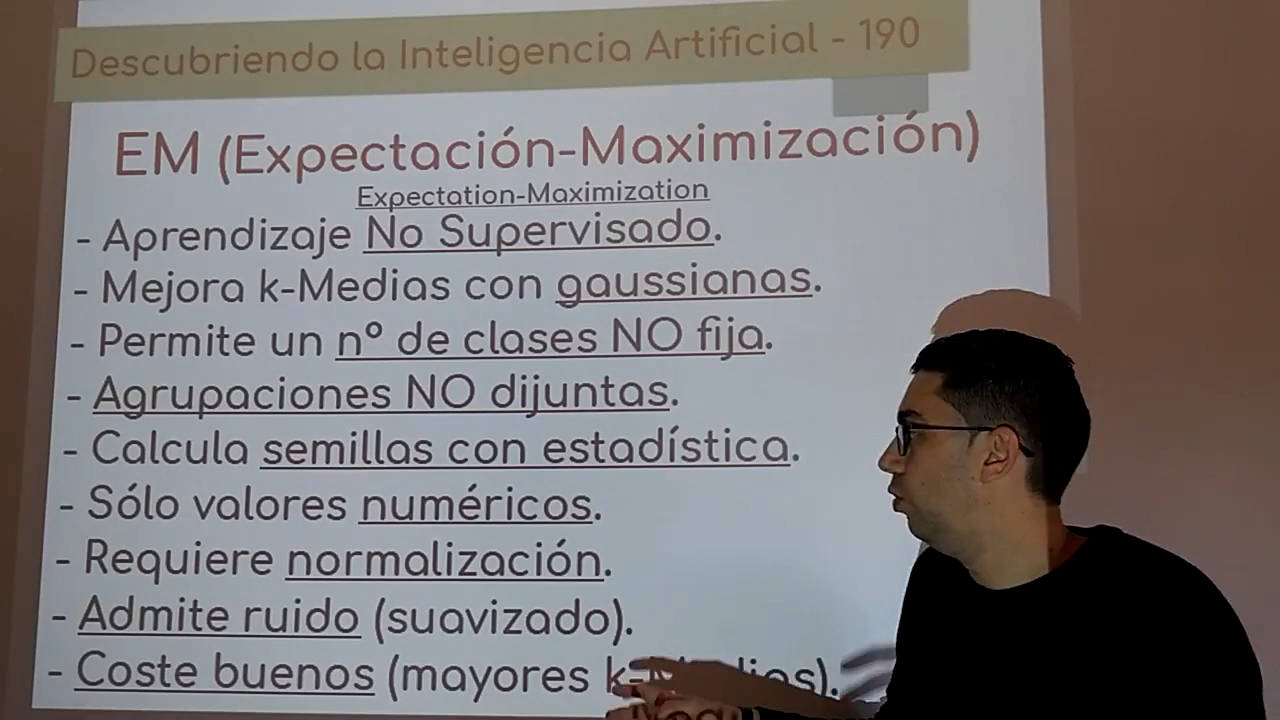 Descubriendo la Inteligencia Artificial - 190
EM (Expectación-Maximización)
Expectation-Maximization
- Aprendizaje No Supervisado.
- Mejora k-Medias con gaussianas.
- Permite un nº de clases NO fija.
- Agrupaciones NO dijuntas.
- Calcula semillas con estadística.
- Sólo valores numéricos.
- Requiere normalización.
- Admite ruido (suavizado).
- Coste buenos (mayores k-Medias).